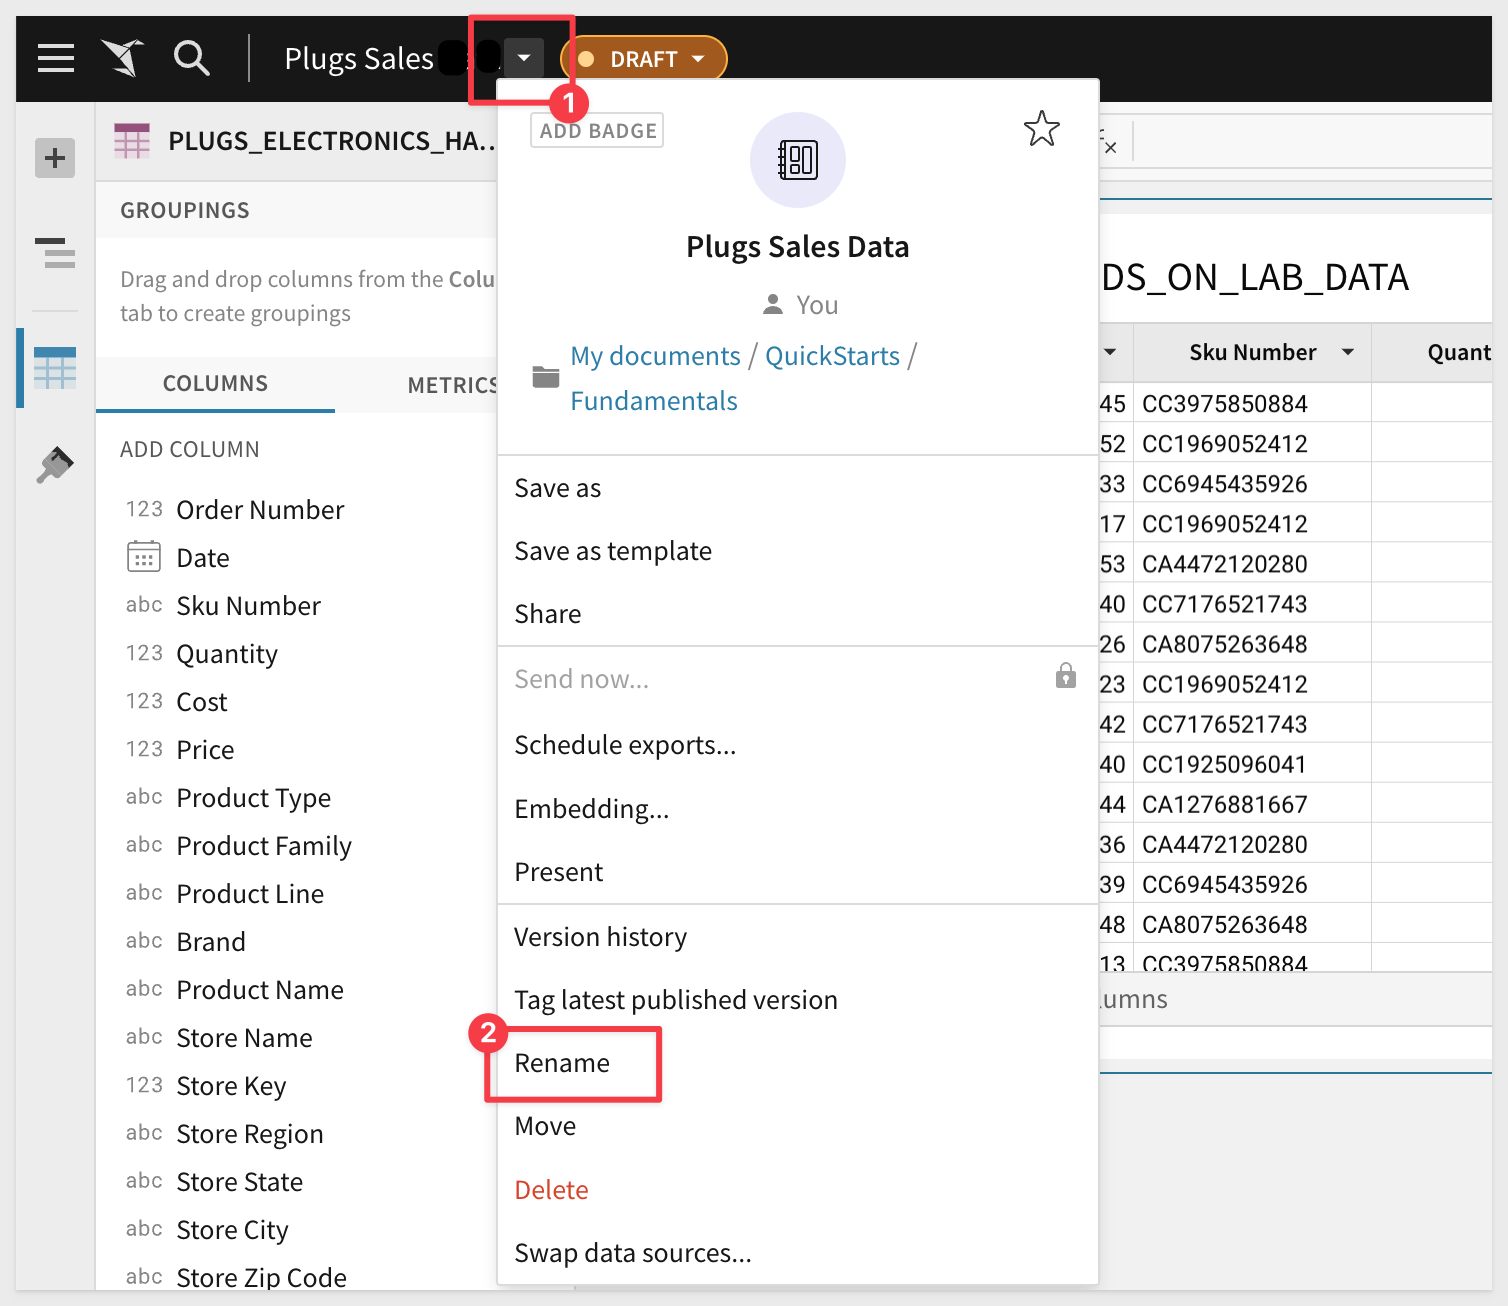 Plugs Sales
DRAFT
1
PLUGS_ELECTRONICS_HA...
GROUPINGS
Drag and drop columns from the Colu
tab to create groupings
COLUMNS
METRICS
ADD COLUMN
123 Order Number
Date
abc Sku Number
123 Quantity
123 Cost
123 Price
abc Product Type
abc Product Family
abc Product Line
abc Brand
abc Product Name
abc Store Name
123 Store Key
abc Store Region
abc Store State
abc Store City
abc Store Zip Code
ADD BADGE
Plugs Sales Data
You
My documents / QuickStarts /
Fundamentals
Save as
Save as template
Share
Send now...
Schedule exports...
Embedding...
Present
Version history
Tag latest published version
2
Rename
Move
Delete
Swap data sources...
DS_ON_LAB_DATA
Sku Number Quant
45 CC3975850884
52 CC1969052412
33 CC6945435926
17 CC1969052412
53 CA4472120280
40 CC7176521743
26 CA8075263648
23 CC1969052412
42 CC7176521743
40 CC1925096041
44 CA1276881667
36 CA4472120280
39 CC6945435926
48 CA8075263648
13 CC3975850884
umns